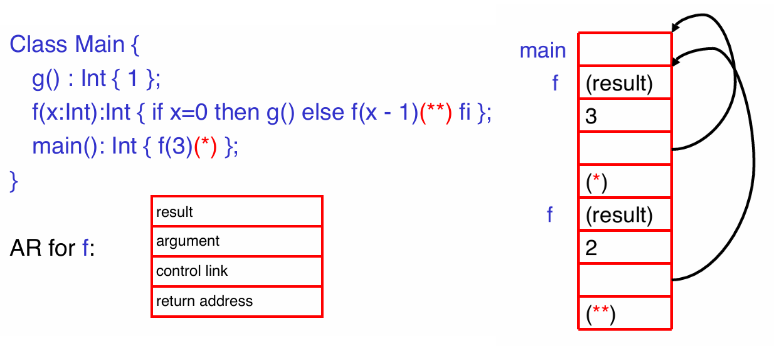 Class Main {
g() : Int { 1 };
f(x:Int):Int { if x=0 then g() else f(x - 1)(**) fi };
main(): Int { f(3)(*) };
}
AR for f:
result
argument
control link
return address
main
f (result)
3
(*)
f (result)
2
(**)